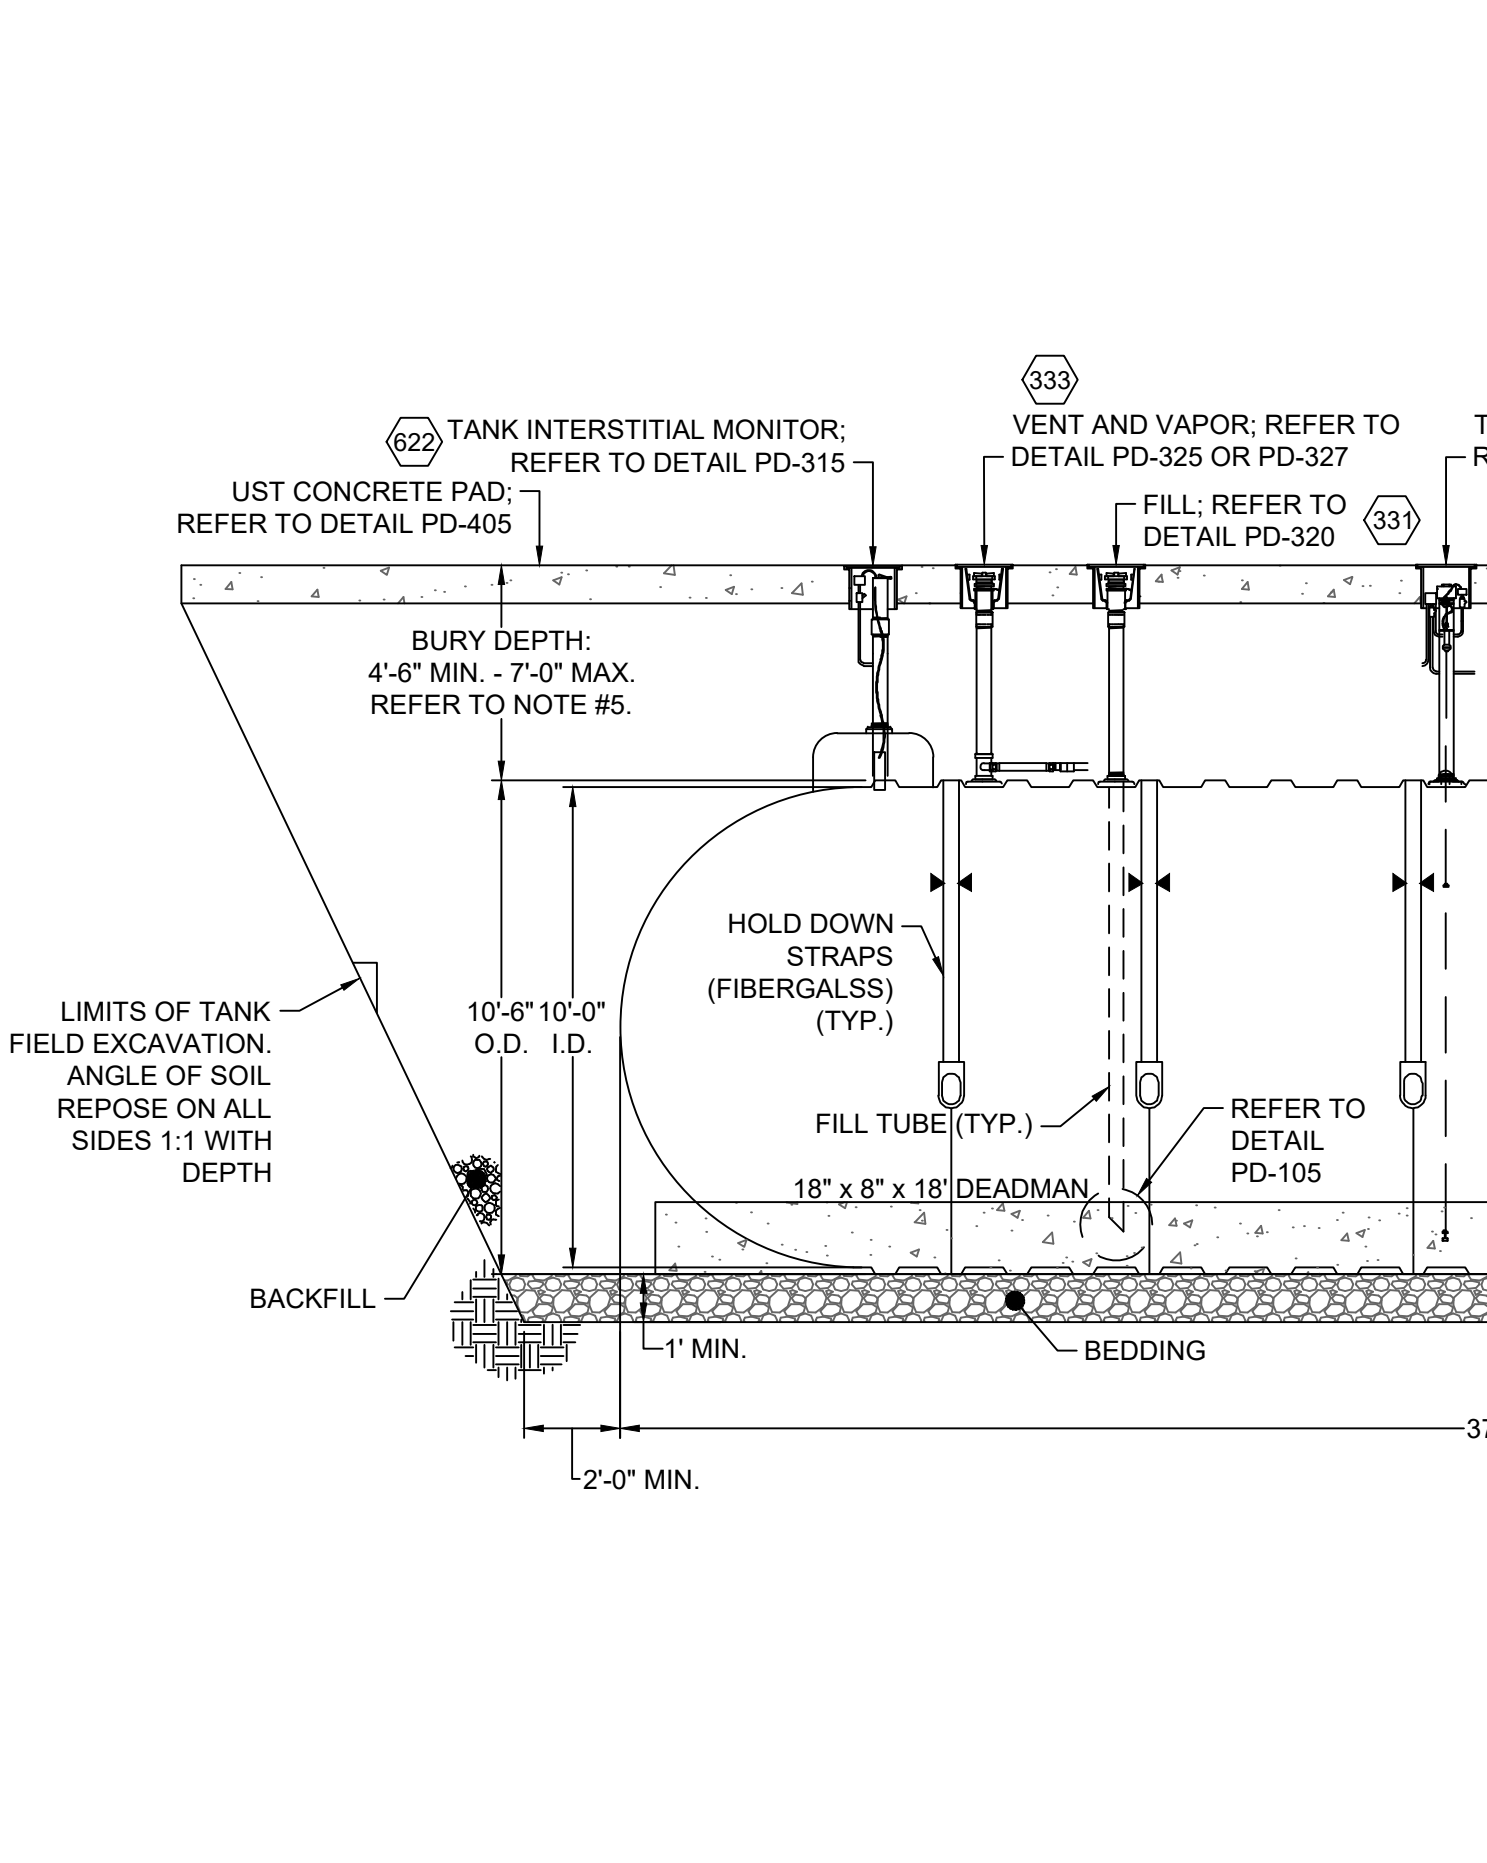 333
VENT AND VAPOR; REFER TO
DETAIL PD-325 OR PD-327
622
TANK INTERSTITIAL MONITOR;
REFER TO DETAIL PD-315
UST CONCRETE PAD;
REFER TO DETAIL PD-405
FILL; REFER TO
DETAIL PD-320
331
T
R
BURY DEPTH:
4'-6" MIN. - 7'-0" MAX.
REFER TO NOTE #5.
HOLD DOWN
STRAPS
(FIBERGALSS)
(TYP.)
10'-6"
O.D.
10'-0"
I.D.
LIMITS OF TANK
FIELD EXCAVATION.
ANGLE OF SOIL
REPOSE ON ALL
SIDES 1:1 WITH
DEPTH
FILL TUBE (TYP.)
REFER TO
DETAIL
PD-105
18" x 8" x 18' DEADMAN
BACKFILL
1' MIN.
BEDDING
37
2'-0" MIN.